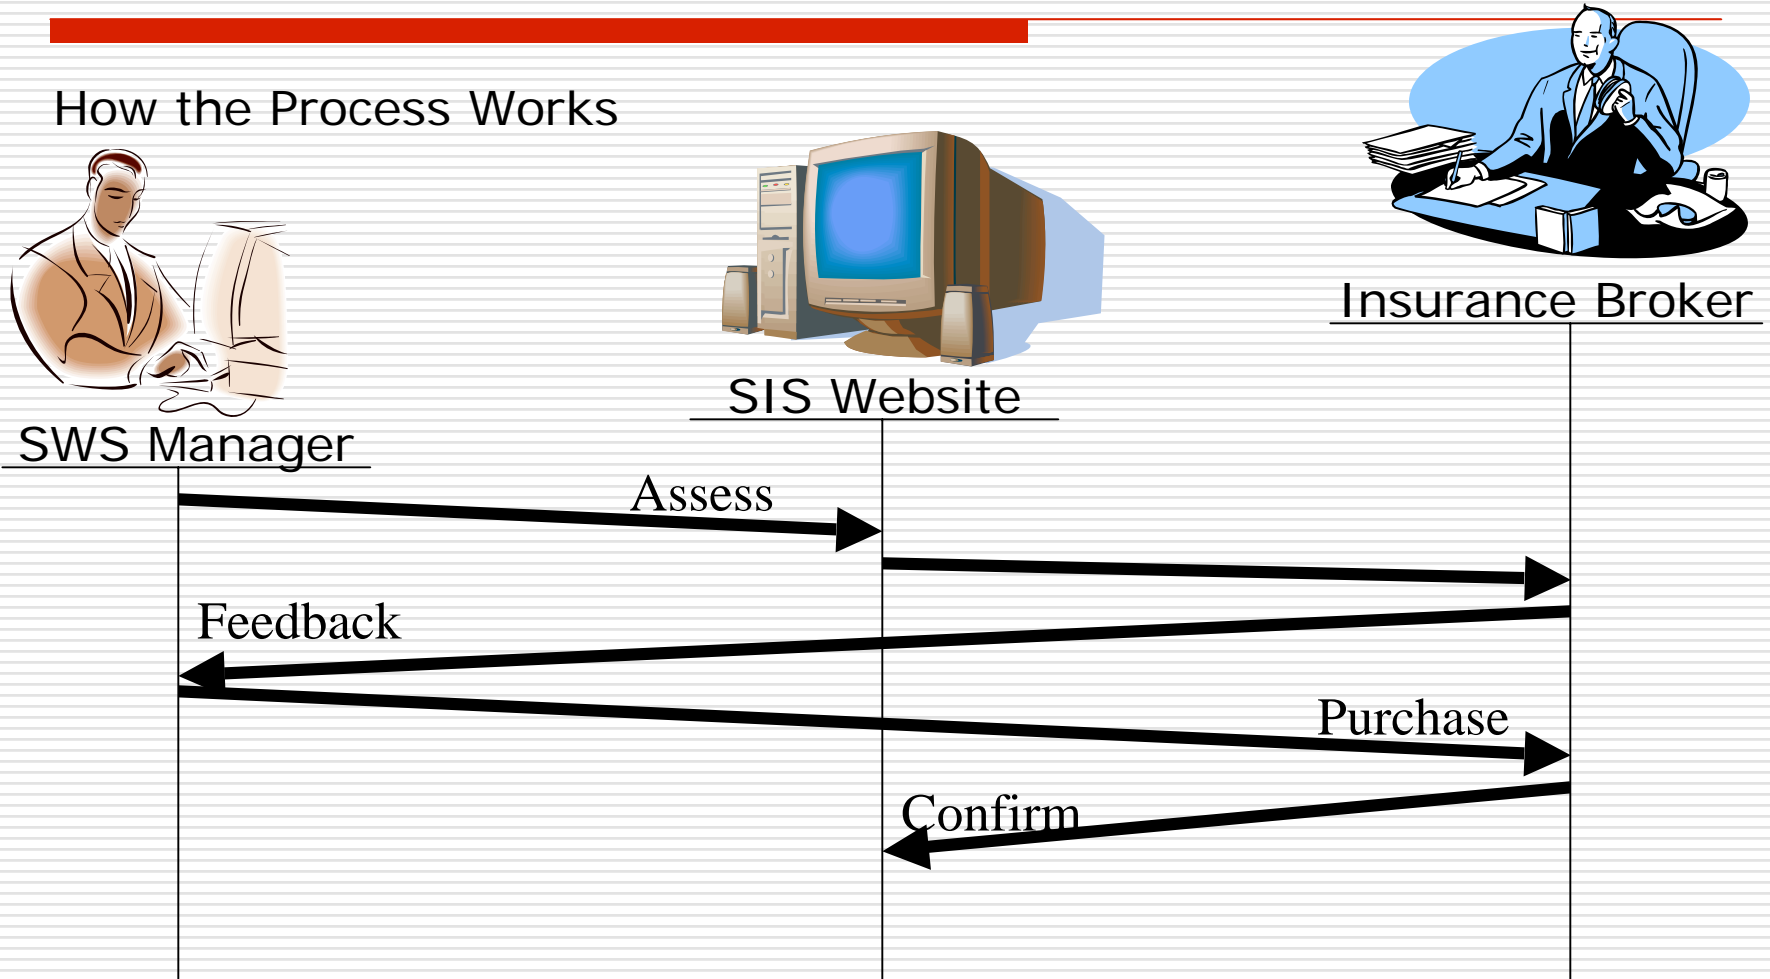 How the Process Works
Insurance Broker
SIS Website
SWS Manager
Assess
Feedback
Purchase
Confirm